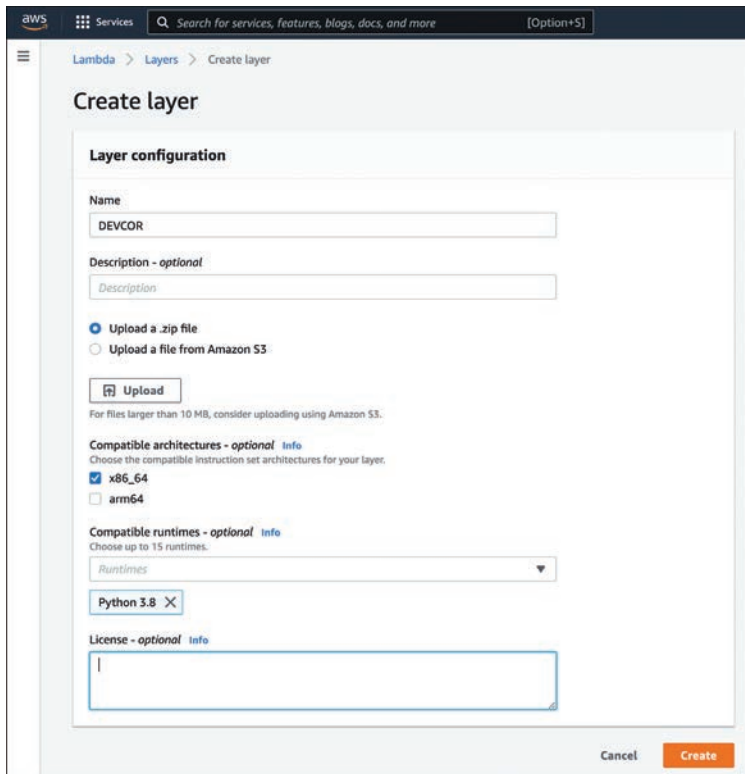 aws Services Search for services, features, blogs, docs, and more [Option+S]
Lambda > Layers > Create layer
Create layer
Layer configuration
Name
DEVCOR
Description - optional
Description
Upload a .zip file
Upload a file from Amazon S3
Upload
For files larger than 10 MB, consider uploading using Amazon S3.
Compatible architectures - optional Info
Choose the compatible instruction set architectures for your layer.
x86_64
arm64
Compatible runtimes - optional Info
Choose up to 15 runtimes.
Runtimes
Python 3.8 X
License - optional Info
Cancel Create